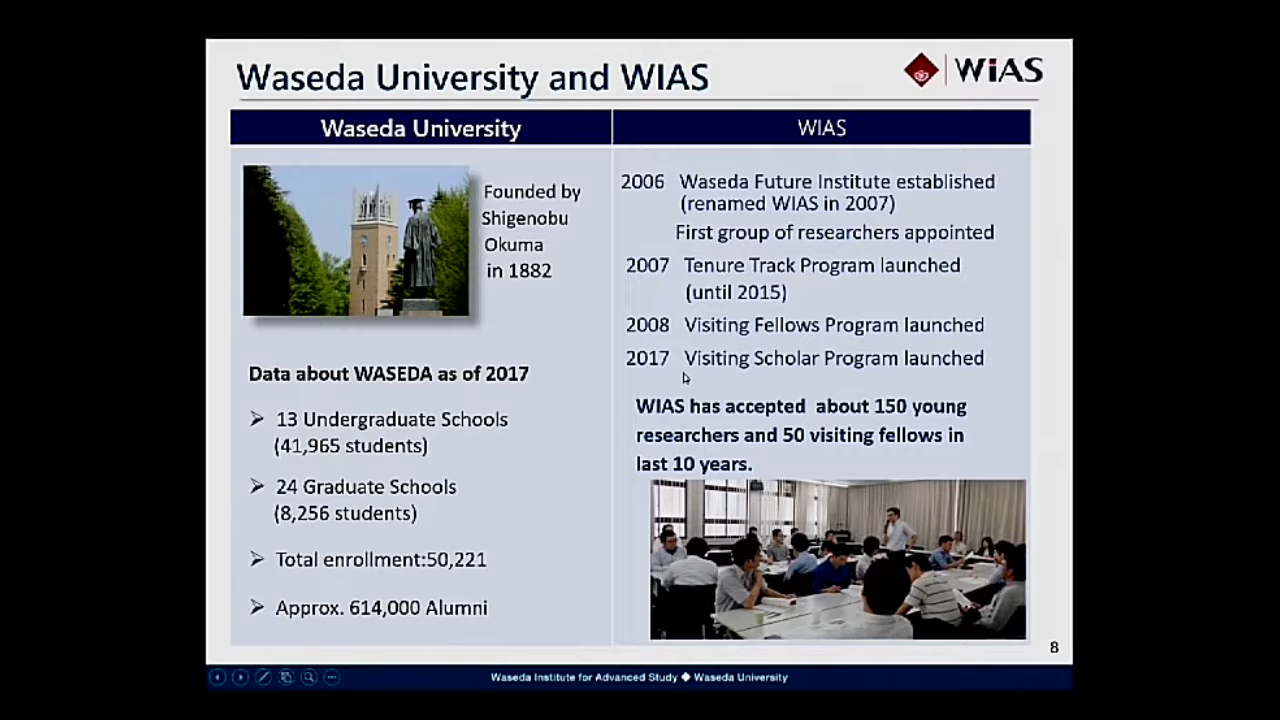 Waseda University and WIAS
WiAS
Waseda University
WIAS
Founded by
Shigenobu
Okuma
in 1882
Data about WASEDA as of 2017
13 Undergraduate Schools
(41,965 students)
24 Graduate Schools
(8,256 students)
Total enrollment:50,221
Approx. 614,000 Alumni
2006 Waseda Future Institute established
(renamed WIAS in 2007)
First group of researchers appointed
2007 Tenure Track Program launched
(until 2015)
2008 Visiting Fellows Program launched
2017 Visiting Scholar Program launched
WIAS has accepted about 150 young
researchers and 50 visiting fellows in
last 10 years.
8
Waseda Institute for Advanced Study ◆ Waseda University